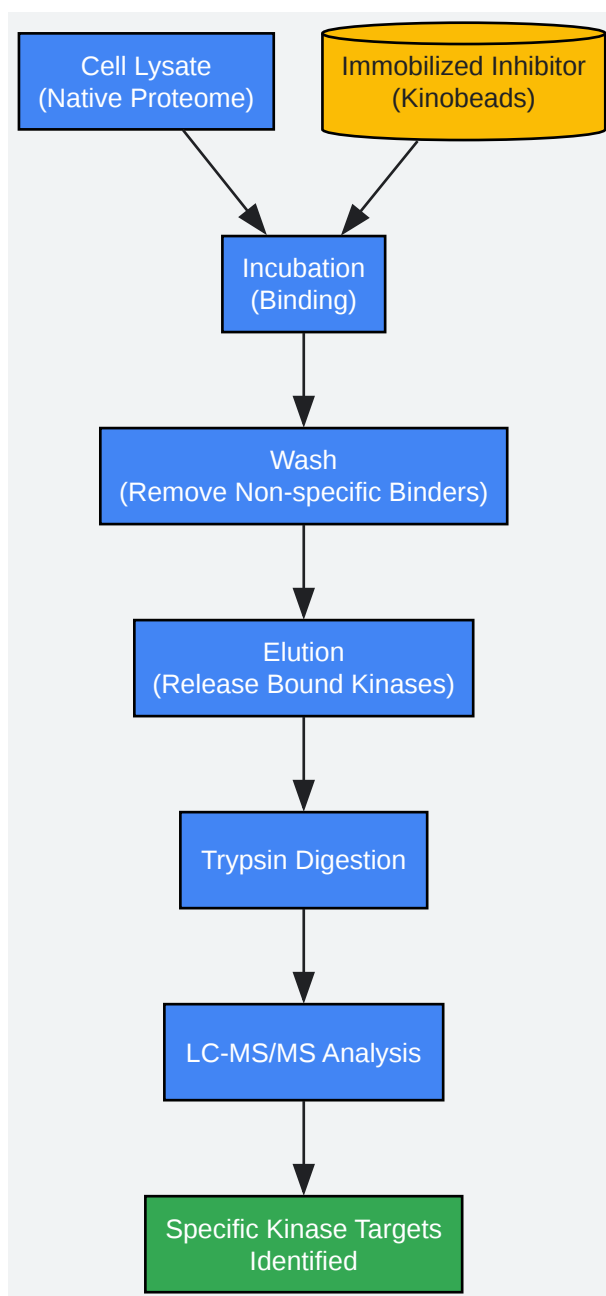 Cell Lysate
(Native Proteome)
Immobilized Inhibitor
(Kinobeads)
Incubation
(Binding)
Wash
(Remove Non-specific Binders)
Elution
(Release Bound Kinases)
Trypsin Digestion
LC-MS/MS Analysis
Specific Kinase Targets
Identified